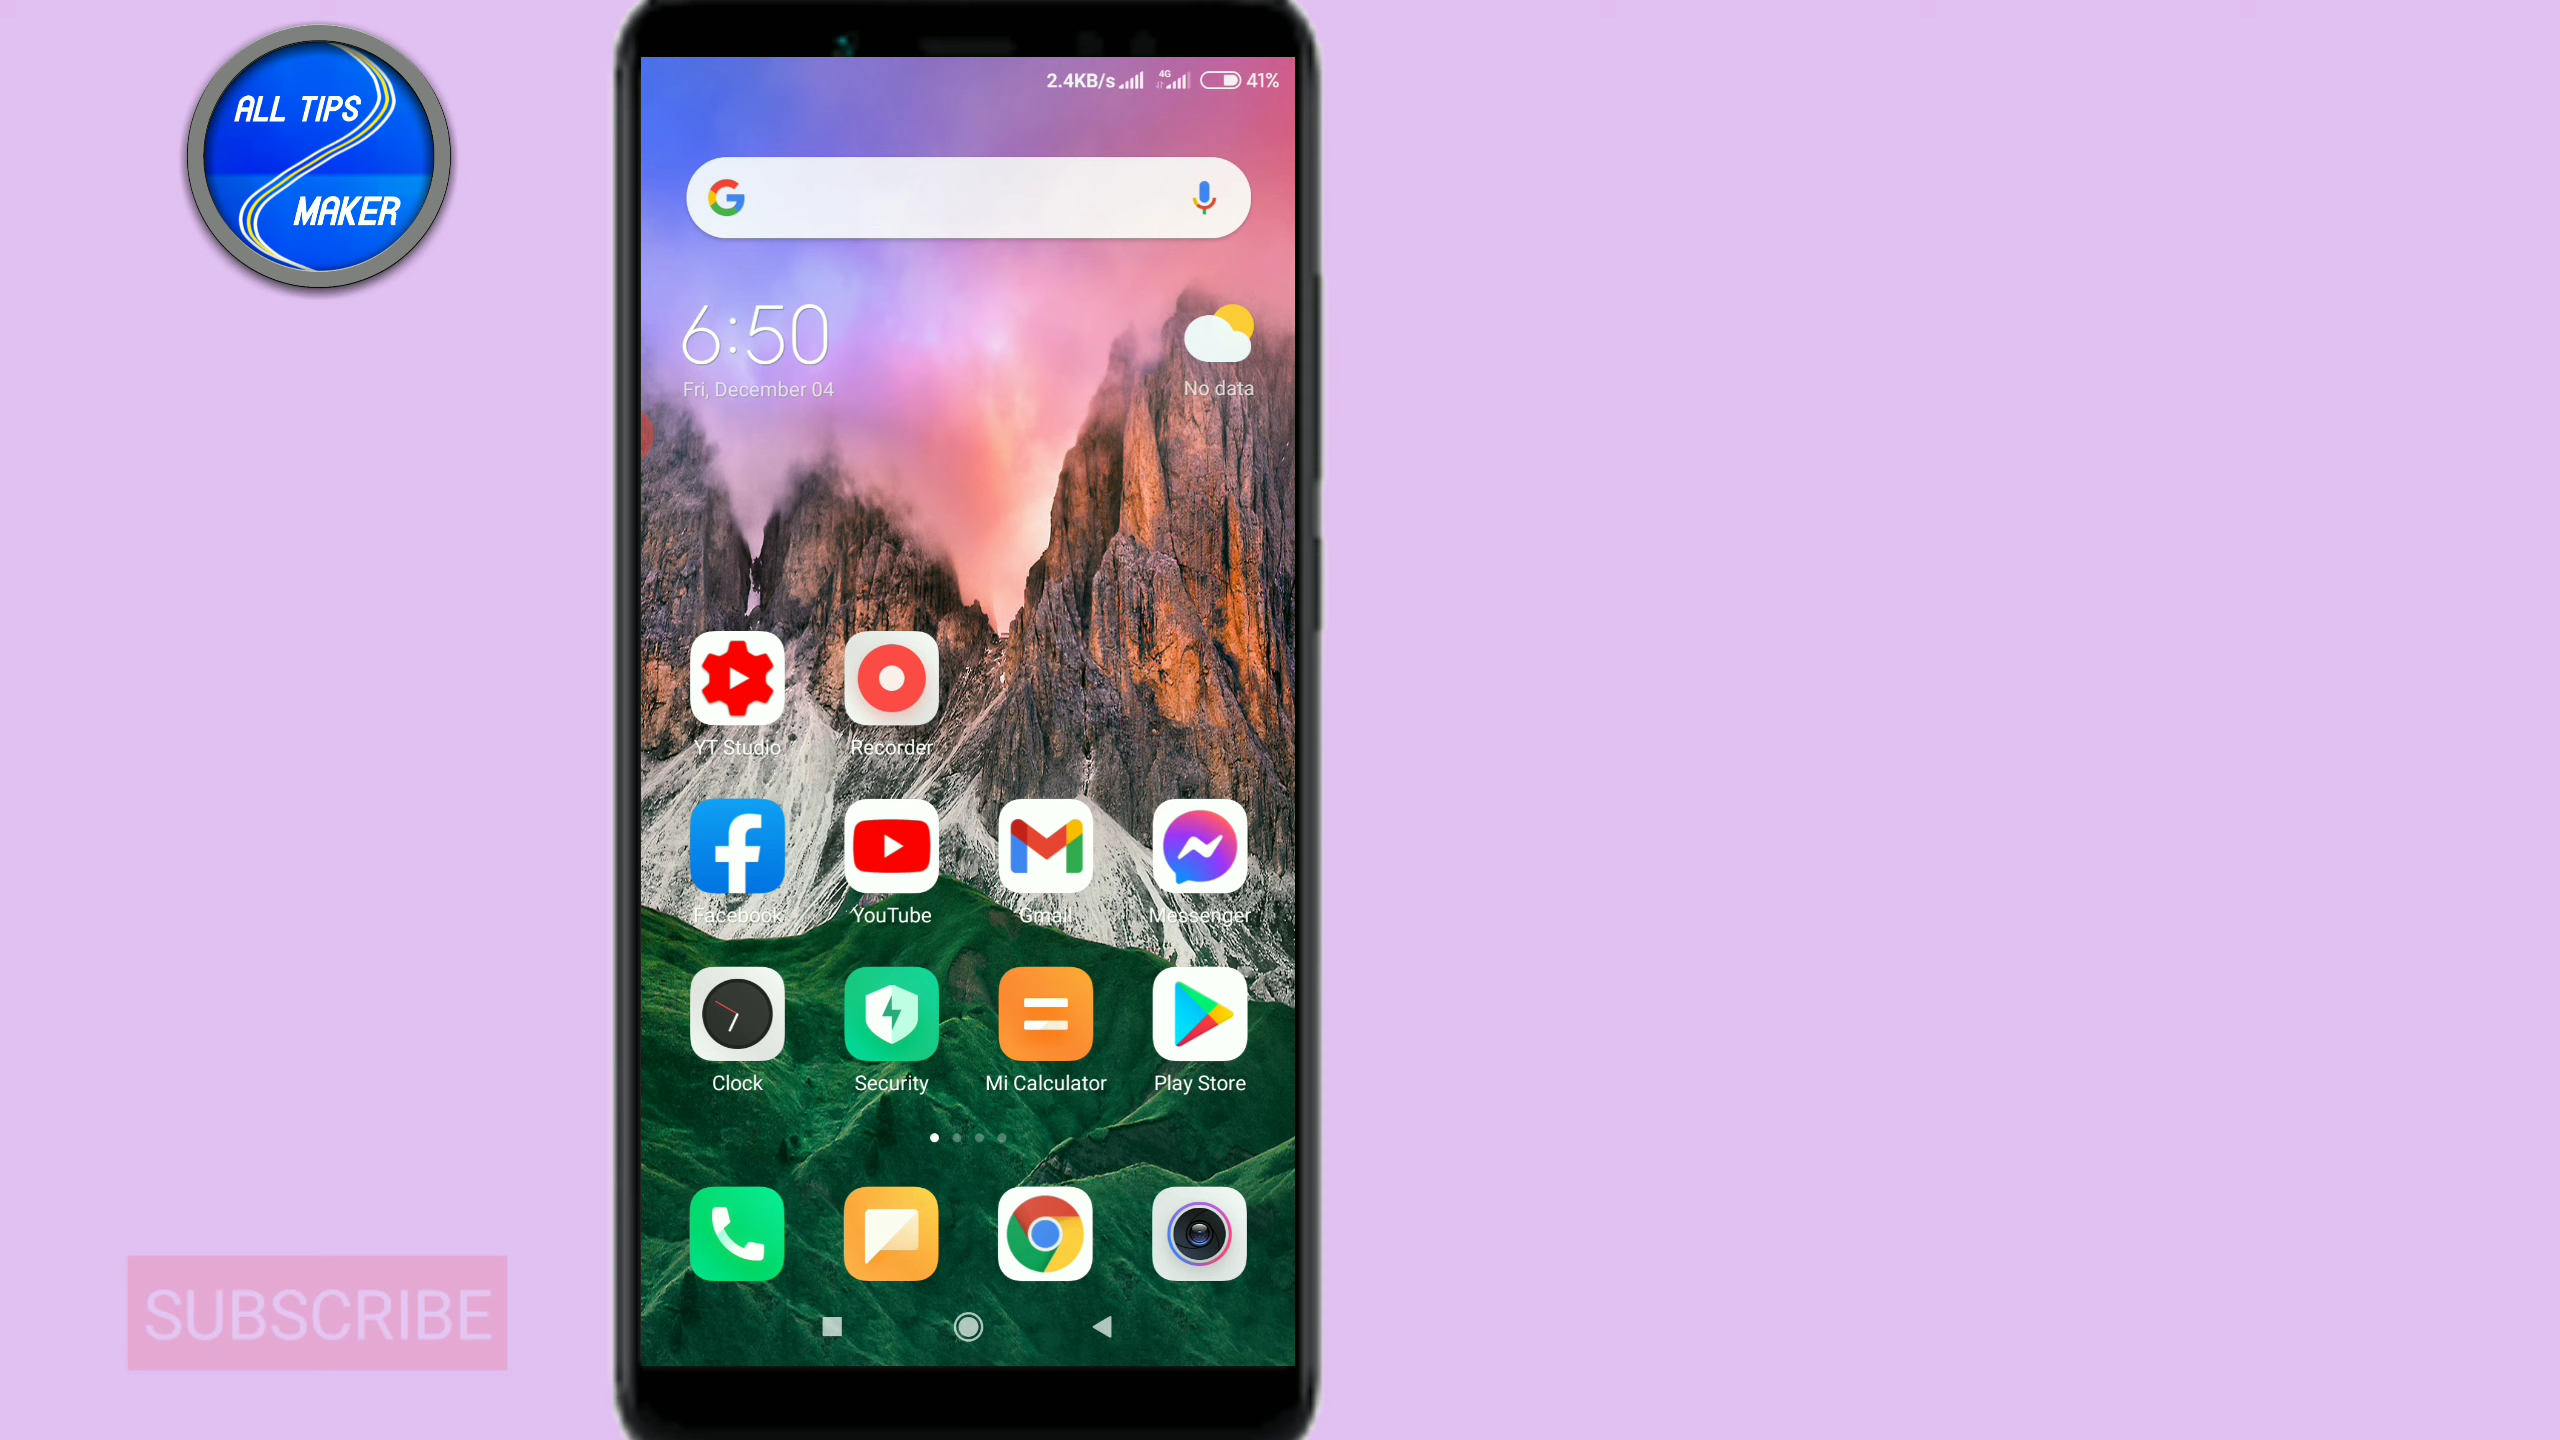 ALL TIPS
MAKER
2.4KB/s 4G 41%
6:50
Fri, December 04
No data
YT Studio Recorder
Facebook YouTube Gmail Messenger
Clock Security Mi Calculator Play Store
SUBSCRIBE